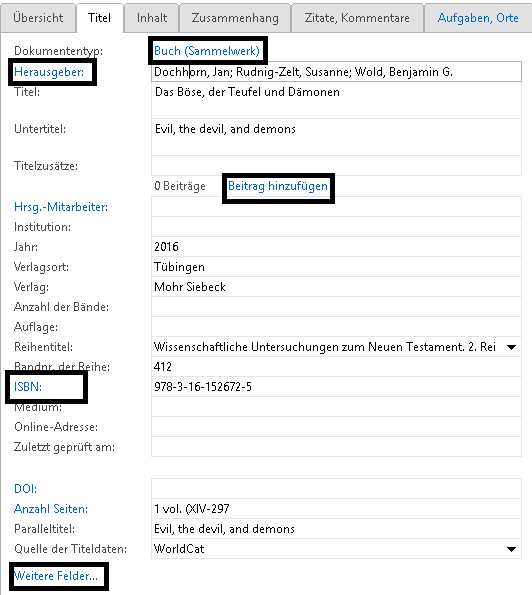 Übersicht Titel Inhalt Zusammenhang Zitate, Kommentare Aufgaben, Orte
Dokumententyp: Buch (Sammelwerk)
Herausgeber: Dochhorn, Jan; Rudnig-Zelt, Susanne; Wold, Benjamin G.
Titel: Das Böse, der Teufel und Dämonen
Untertitel: Evil, the devil, and demons
Titelzusätze:
0 Beiträge Beitrag hinzufügen
Hrsg.-Mitarbeiter:
Institution:
Jahr: 2016
Verlagsort: Tübingen
Verlag: Mohr Siebeck
Anzahl der Bände:
Auflage:
Reihentitel: Wissenschaftliche Untersuchungen zum Neuen Testament. 2. Rei
Bandnr. der Reihe: 412
ISBN: 978-3-16-152672-5
Medium:
Online-Adresse:
Zuletzt geprüft am:
DOI:
Anzahl Seiten: 1 vol. (XIV-297
Paralleltitel: Evil, the devil, and demons
Quelle der Titeldaten: WorldCat
Weitere Felder...